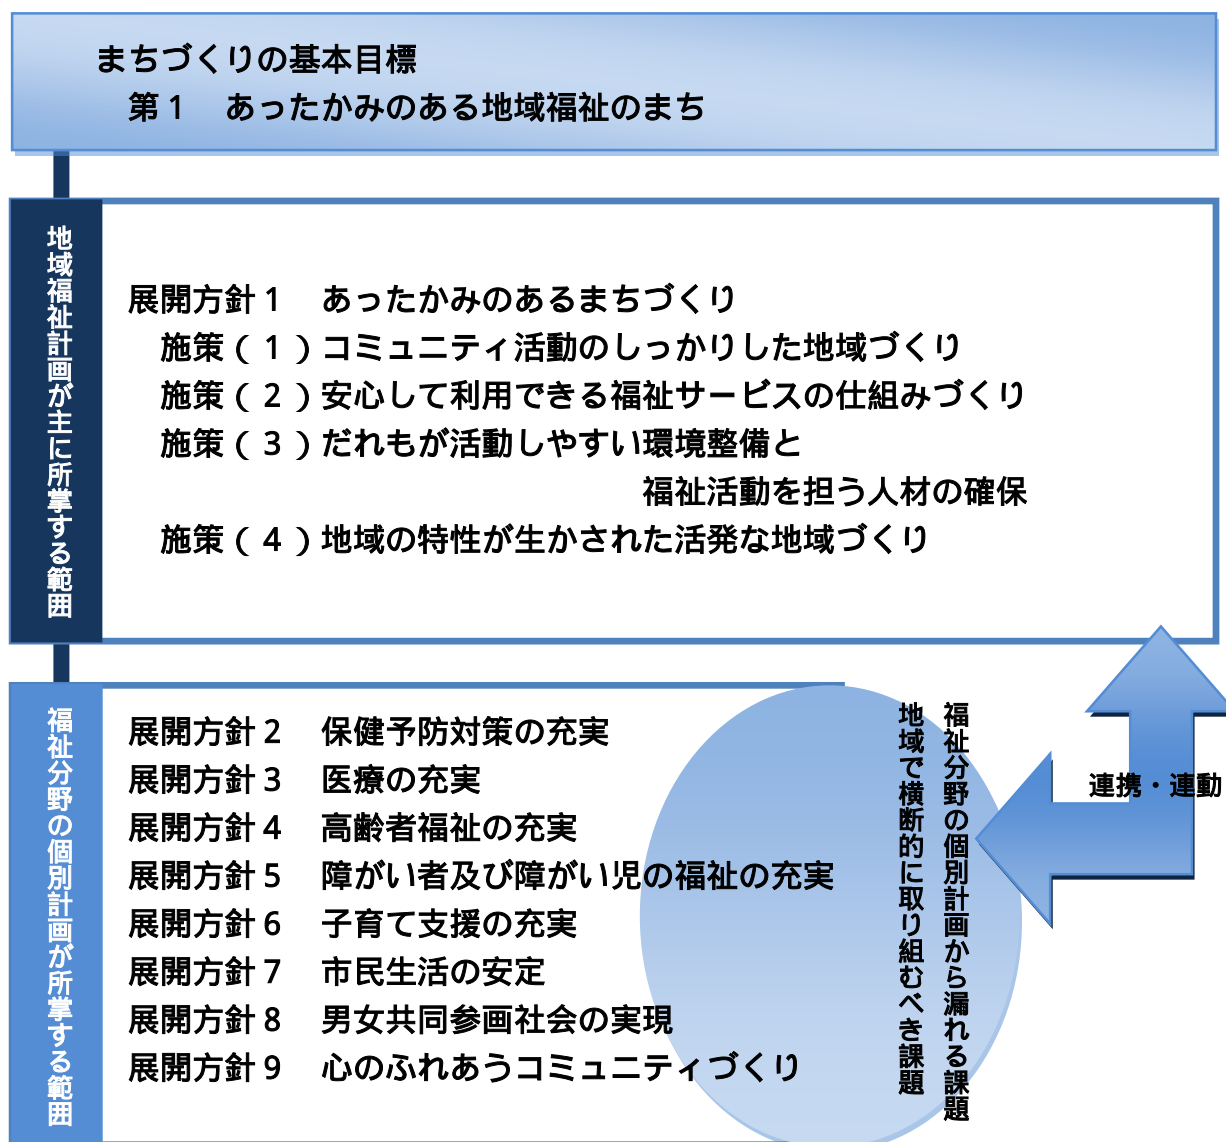 まちづくりの基本目標
第1　あったかみのある地域福祉のまち
地域福祉計画が主に所掌する範囲
展開方針1　あったかみのあるまちづくり
施策(1)コミュニティ活動のしっかりした地域づくり
施策(2)安心して利用できる福祉サービスの仕組みづくり
施策(3)だれもが活動しやすい環境整備と
福祉活動を担う人材の確保
施策(4)地域の特性が生かされた活発な地域づくり
福祉分野の個別計画が所掌する範囲
展開方針2　保健予防対策の充実
展開方針3　医療の充実
展開方針4　高齢者福祉の充実
展開方針5　障がい者及び障がい児の福祉の充実
展開方針6　子育て支援の充実
展開方針7　市民生活の安定
展開方針8　男女共同参画社会の実現
展開方針9　心のふれあうコミュニティづくり
福祉分野の個別計画から漏れる課題
地域で横断的に取り組むべき課題
連携・連動